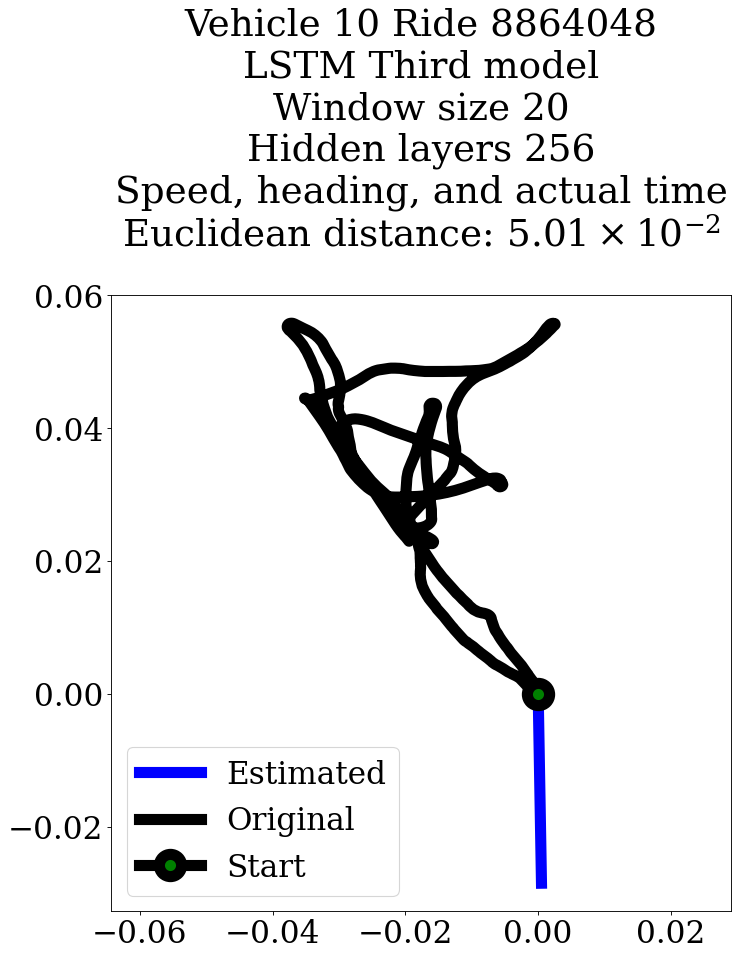 Vehicle 10 Ride 8864048
LSTM Third model
Window size 20
Hidden layers 256
Speed, heading, and actual time
Euclidean distance: 5.01 × 10⁻²
0.06
0.04
0.02
0.00
−0.02
Estimated
Original
Start
−0.06 −0.04 −0.02 0.00 0.02